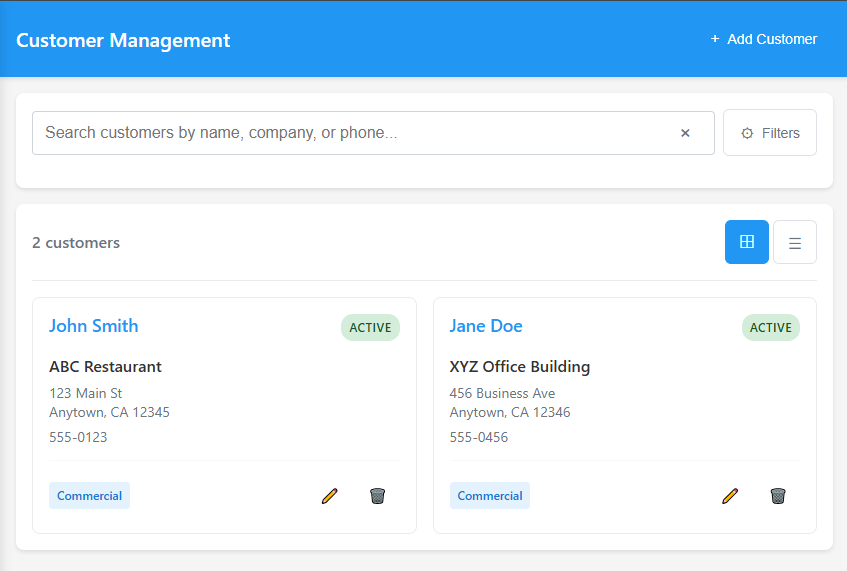 Customer Management
+ Add Customer
Search customers by name, company, or phone...
× 
Filters
2 customers
John Smith
ACTIVE
ABC Restaurant
123 Main St
Anytown, CA 12345
555-0123
Commercial
Jane Doe
ACTIVE
XYZ Office Building
456 Business Ave
Anytown, CA 12346
555-0456
Commercial